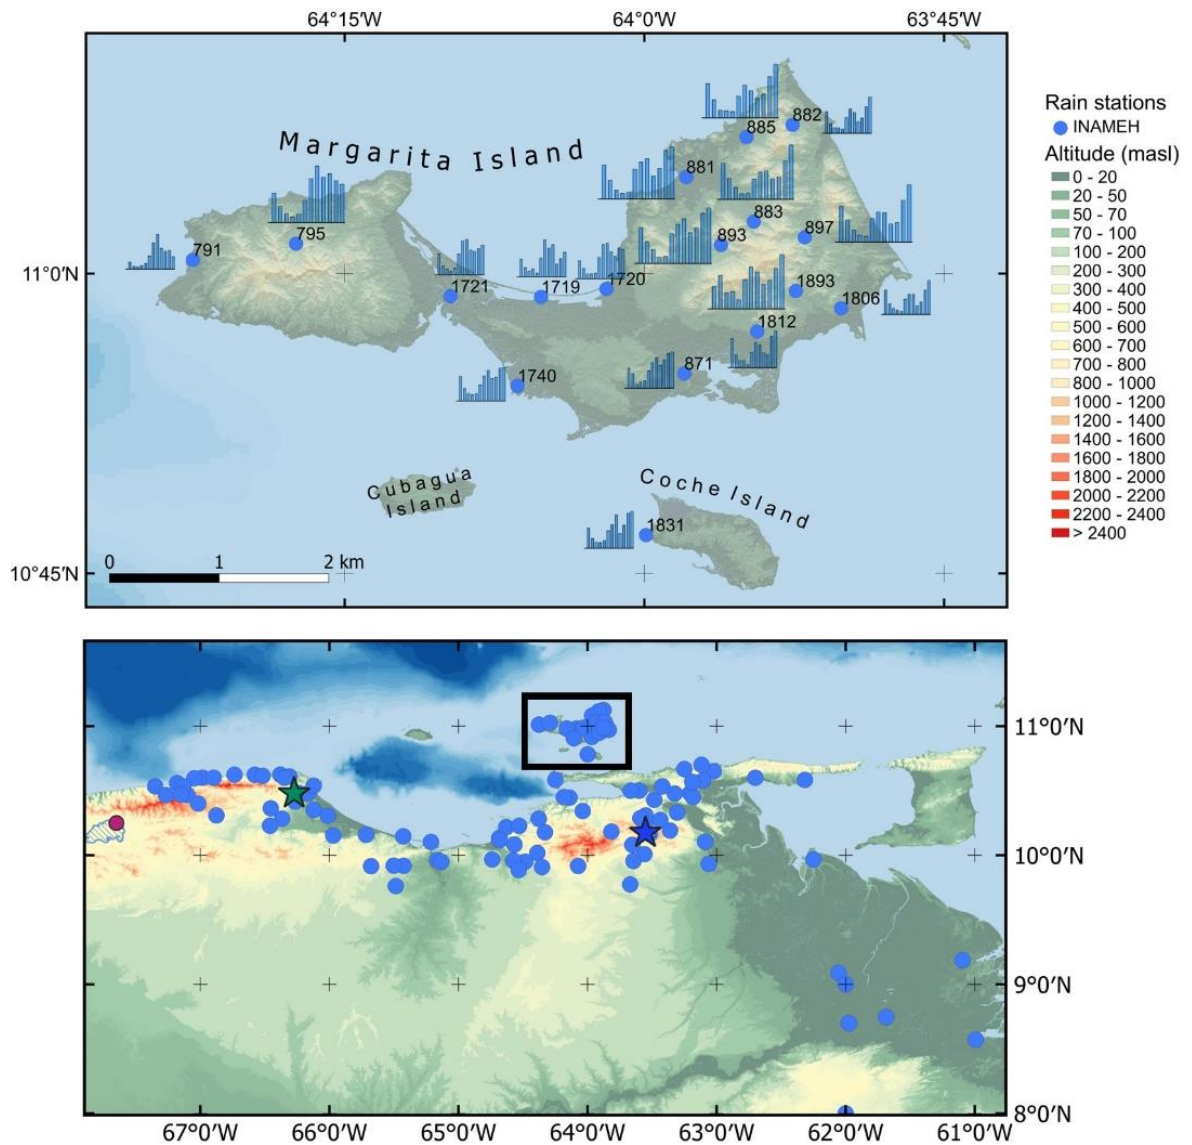 64°15'W 64°0'W 63°45'W
Margarita Island
Rain stations
INAMEH
Altitude (masl)
0 - 20
20 - 50
50 - 70
70 - 100
100 - 200
200 - 300
300 - 400
400 - 500
500 - 600
600 - 700
700 - 800
800 - 1000
1000 - 1200
1200 - 1400
1400 - 1600
1600 - 1800
1800 - 2000
2000 - 2200
2200 - 2400
> 2400
885
882
881
883
893
897
795
791
11°0'N
1721
1719
1720
1893
1806
1812
871
1740
Cubagua
Island
Coche Island
1831
0 1 2 km
10°45'N
11°0'N
10°0'N
9°0'N
8°0'N
67°0'W 66°0'W 65°0'W 64°0'W 63°0'W 62°0'W 61°0'W